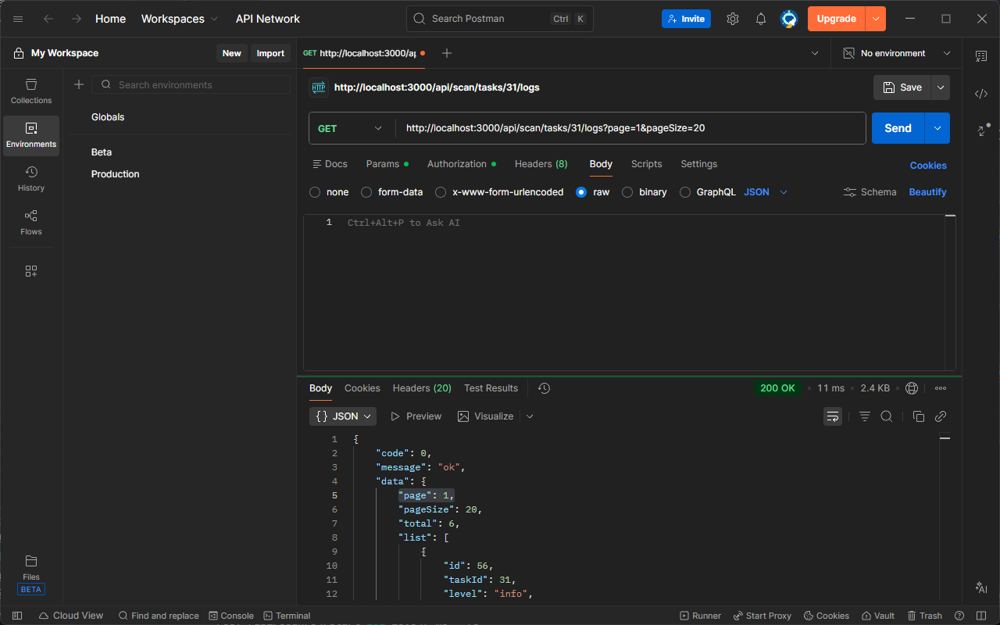 Home
Workspaces
API Network
Search Postman
Ctrl
K
Invite
Upgrade
My Workspace
New
Import
GET http://localhost:3000/ap
No environment
Collections
Environments
History
Flows
Files
BETA
Search environments
Globals
Beta
Production
HTTP
http://localhost:3000/api/scan/tasks/31/logs
Save
GET
http://localhost:3000/api/scan/tasks/31/logs?page=1&pageSize=20
Send
Docs
Params
Authorization
Headers (8)
Body
Scripts
Settings
Cookies
none
form-data
x-www-form-urlencoded
raw
binary
GraphQL
JSON
Schema
Beautify
1 Ctrl+Alt+P to Ask AI
Body
Cookies
Headers (20)
Test Results
200 OK
11 ms
2.4 KB
{} JSON
Preview
Visualize
1 {
2 "code": 0,
3 "message": "ok",
4 "data": {
5 "page": 1,
6 "pageSize": 20,
7 "total": 6,
8 "list": [
9 {
10 "id": 56,
11 "taskId": 31,
12 "level": "info",
AI
Cloud View
Find and replace
Console
Terminal
Runner
Start Proxy
Cookies
Vault
Trash